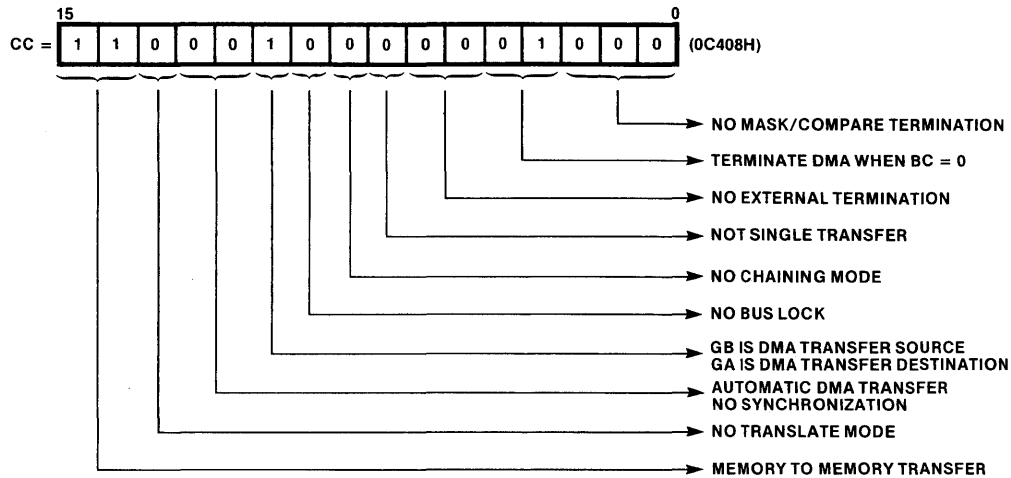 15 0
CC = 1 1 0 0 0 1 0 0 0 0 0 0 1 0 0 0 (0C408H)
NO MASK/COMPARE TERMINATION
TERMINATE DMA WHEN BC = 0
NO EXTERNAL TERMINATION
NOT SINGLE TRANSFER
NO CHAINING MODE
NO BUS LOCK
GB IS DMA TRANSFER SOURCE
GA IS DMA TRANSFER DESTINATION
AUTOMATIC DMA TRANSFER
NO SYNCHRONIZATION
NO TRANSLATE MODE
MEMORY TO MEMORY TRANSFER